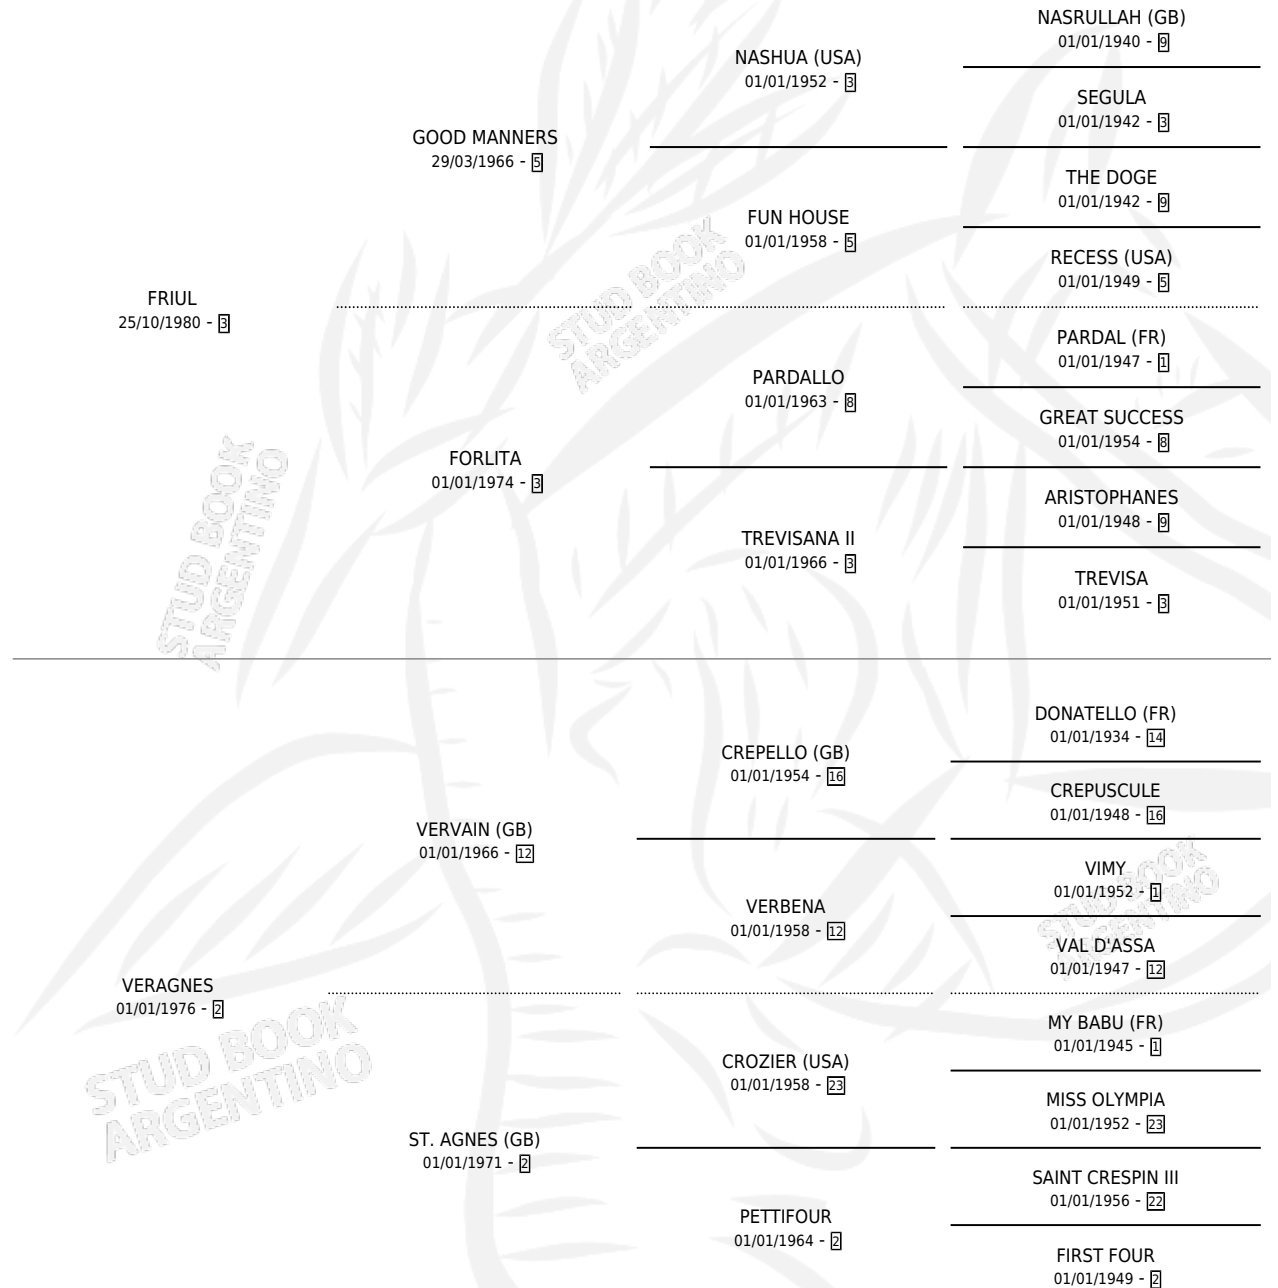 NASRULLAH (GB)
01/01/1940 - 9
NASHUA (USA)
01/01/1952 - 3
SEGULA
01/01/1942 - 3
GOOD MANNERS
29/03/1966 - 5
THE DOGE
01/01/1942 - 9
FUN HOUSE
01/01/1958 - 5
RECESS (USA)
01/01/1949 - 5
FRIUL
25/10/1980 - 3
PARDAL (FR)
01/01/1947 - 1
PARDALLO
01/01/1963 - 8
GREAT SUCCESS
01/01/1954 - 8
FORLITA
01/01/1974 - 3
ARISTOPHANES
01/01/1948 - 9
TREVISANA II
01/01/1966 - 3
TREVISA
01/01/1951 - 3
DONATELLO (FR)
01/01/1934 - 14
CREPELLO (GB)
01/01/1954 - 16
CREPUSCULE
01/01/1948 - 16
VERVAIN (GB)
01/01/1966 - 12
VIMY
01/01/1952 - 1
VERBENA
01/01/1958 - 12
VAL D'ASSA
01/01/1947 - 12
VERAGNES
01/01/1976 - 2
MY BABU (FR)
01/01/1945 - 1
CROZIER (USA)
01/01/1958 - 23
MISS OLYMPIA
01/01/1952 - 23
ST. AGNES (GB)
01/01/1971 - 2
SAINT CRESPIN III
01/01/1956 - 22
PETTIFOUR
01/01/1964 - 2
FIRST FOUR
01/01/1949 - 2
STUD BOOK
ARGENTINO
STUD BOOK
ARGENTINO
STUD BOOK
ARGENTINO
STUD BOOK
ARGENTINO